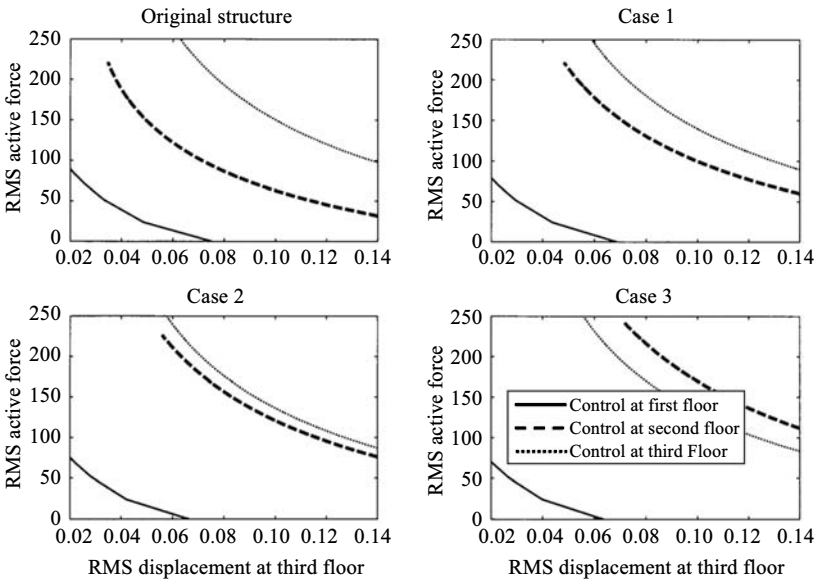 Original structure
RMS active force
250
200
150
100
50
0
0.02 0.04 0.06 0.08 0.10 0.12 0.14
Case 1
RMS active force
250
200
150
100
50
0
0.02 0.04 0.06 0.08 0.10 0.12 0.14
Case 2
RMS active force
250
200
150
100
50
0
0.02 0.04 0.06 0.08 0.10 0.12 0.14
RMS displacement at third floor
Case 3
RMS active force
250
200
150
100
50
0
Control at first floor
Control at second floor
Control at third Floor
0.02 0.04 0.06 0.08 0.10 0.12 0.14
RMS displacement at third floor